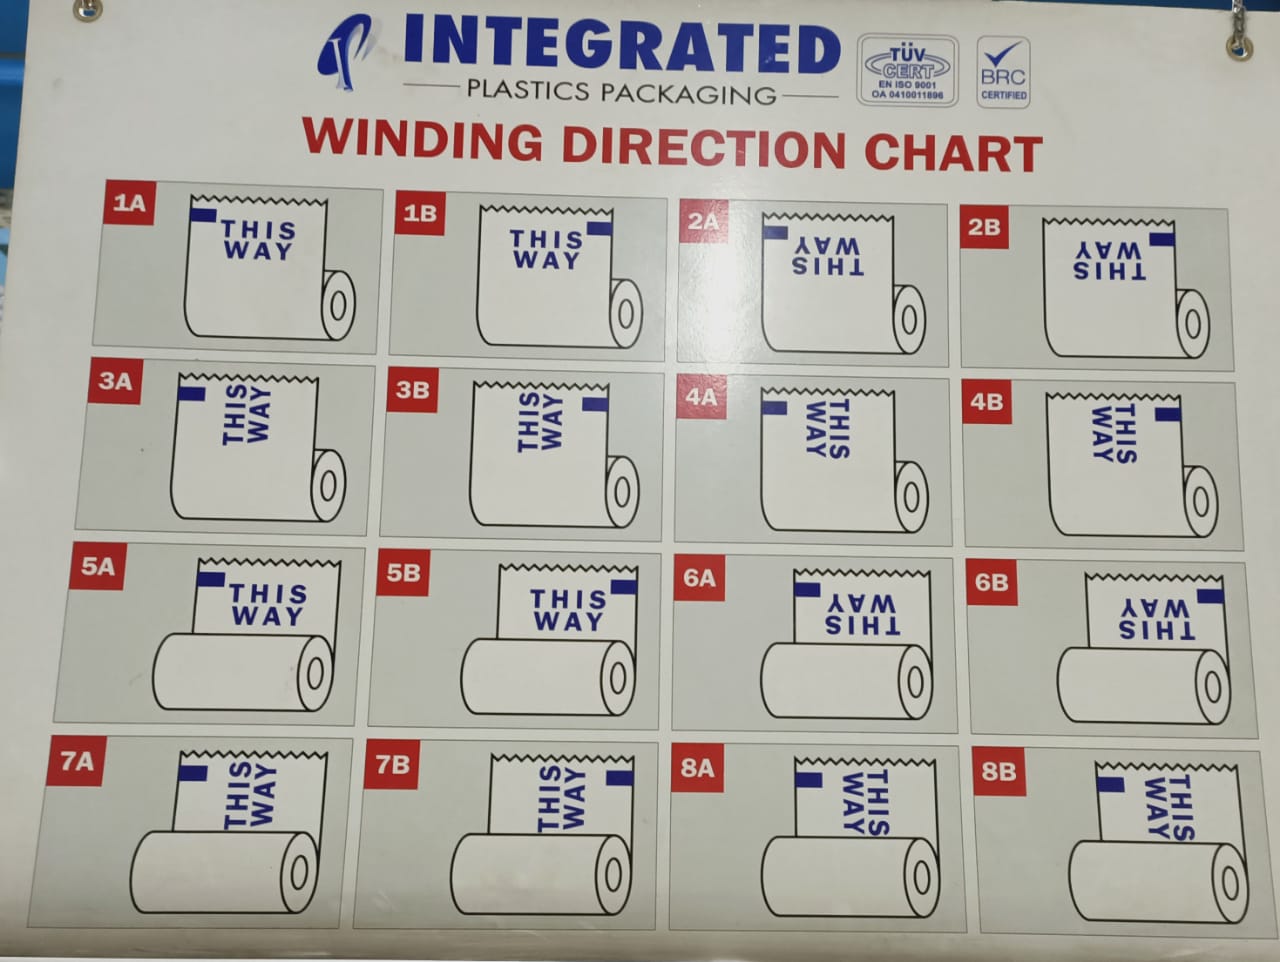 INTEGRATED
PLASTICS PACKAGING
TÜV
CERT
EN ISO 9001
OA 0410011896
BRC
CERTIFIED
WINDING DIRECTION CHART
1A
THIS
WAY
1B
THIS
WAY
2A
THIS
WAY
2B
THIS
WAY
3A
THIS
WAY
3B
THIS
WAY
4A
THIS
WAY
4B
THIS
WAY
5A
THIS
WAY
5B
THIS
WAY
6A
THIS
WAY
6B
THIS
WAY
7A
THIS
WAY
7B
THIS
WAY
8A
THIS
WAY
8B
THIS
WAY